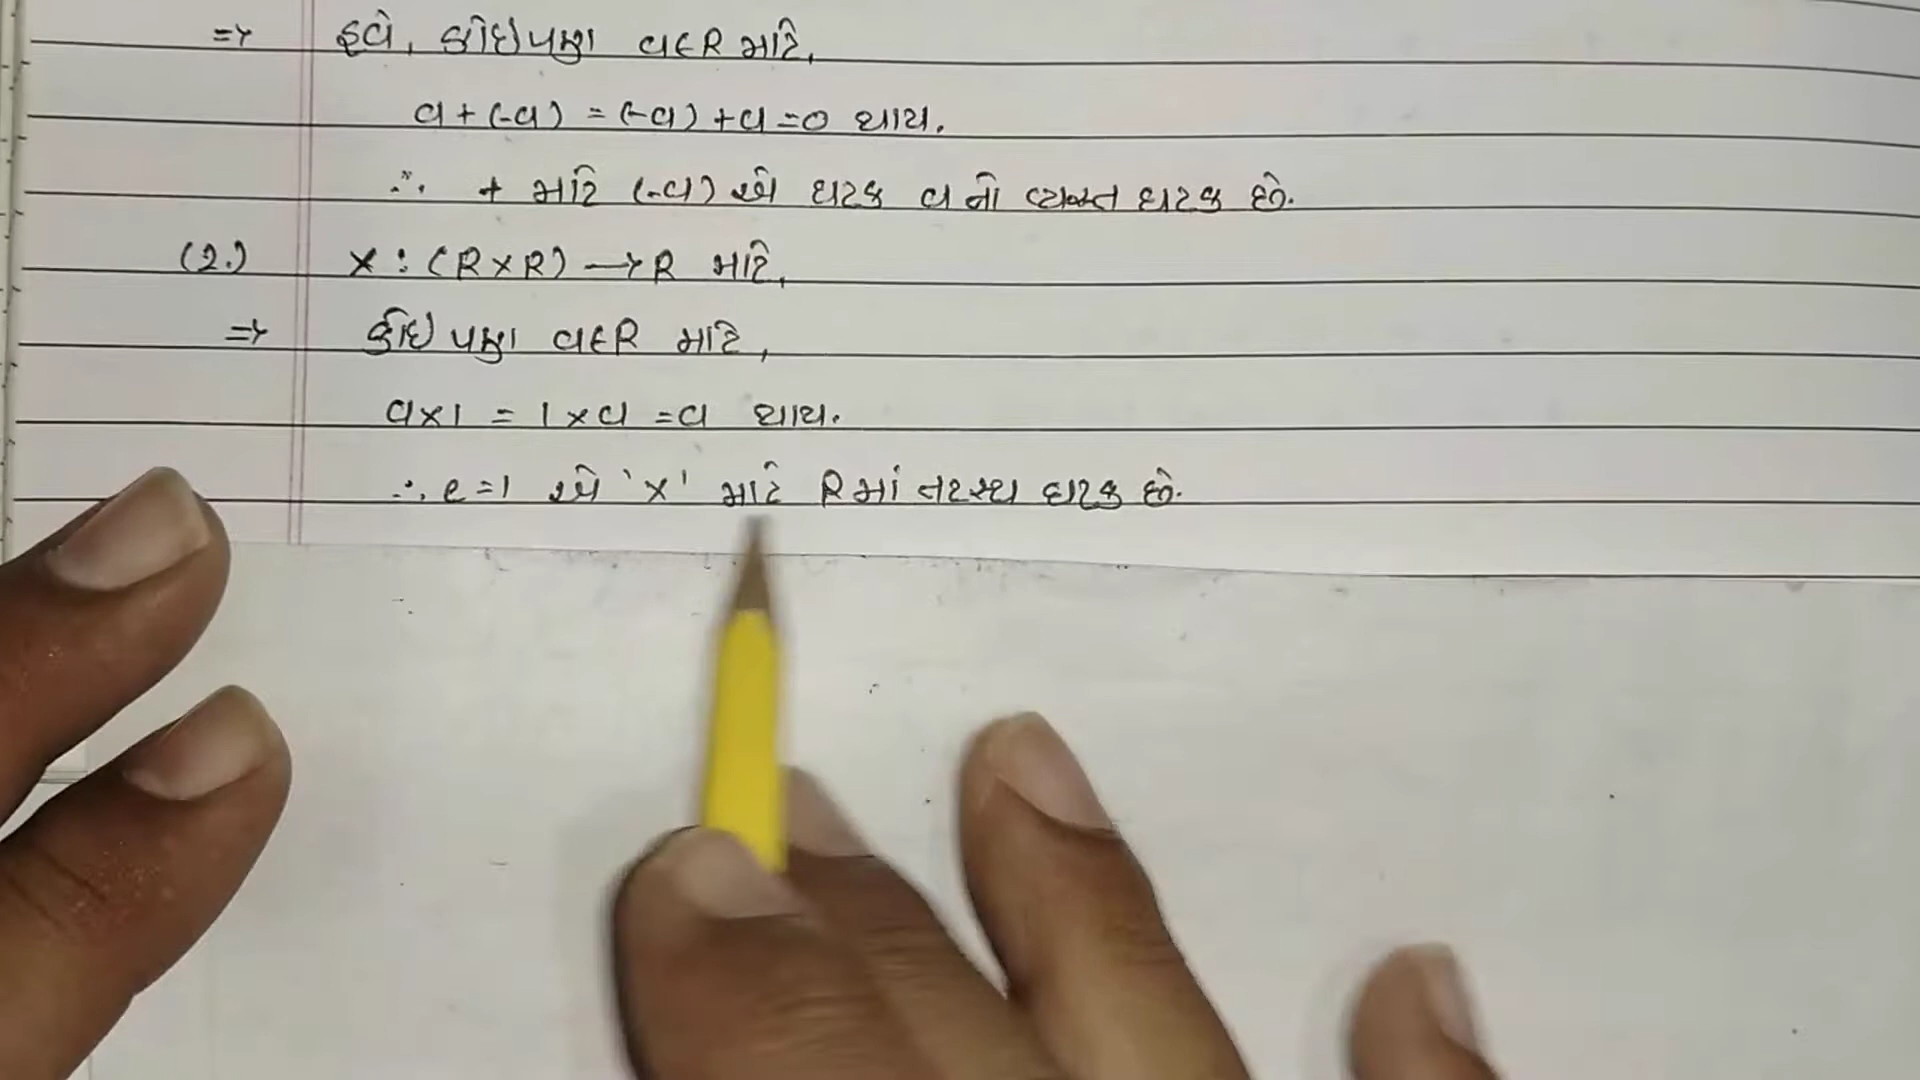 ⇒ હવે, કોઈપણ a∈R માટે,
a + (-a) = (-a) + a = 0 થાય.
∴ + માટે (-a) એ ઘટક a નો વ્યસ્ત ઘટક છે.
(2.) × : (R×R) → R માટે,
⇒ કોઈ પણ a∈R માટે,
a×1 = 1×a = a થાય.
∴ e=1 એ '×' માટે R માં તટસ્થ ઘટક છે.